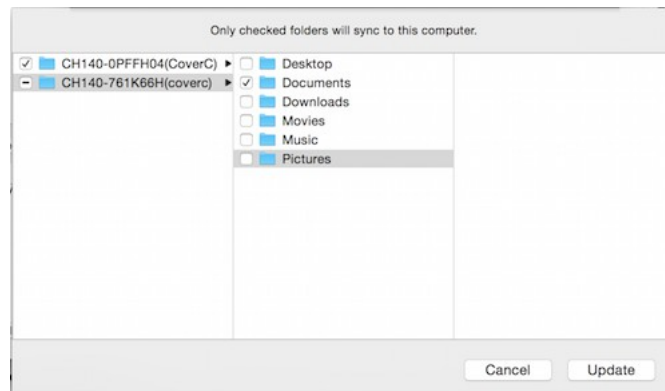 Only checked folders will sync to this computer.
CH140-0PFFH04(CoverC)
CH140-761K66H(coverc)
Desktop
Documents
Downloads
Movies
Music
Pictures
Cancel
Update